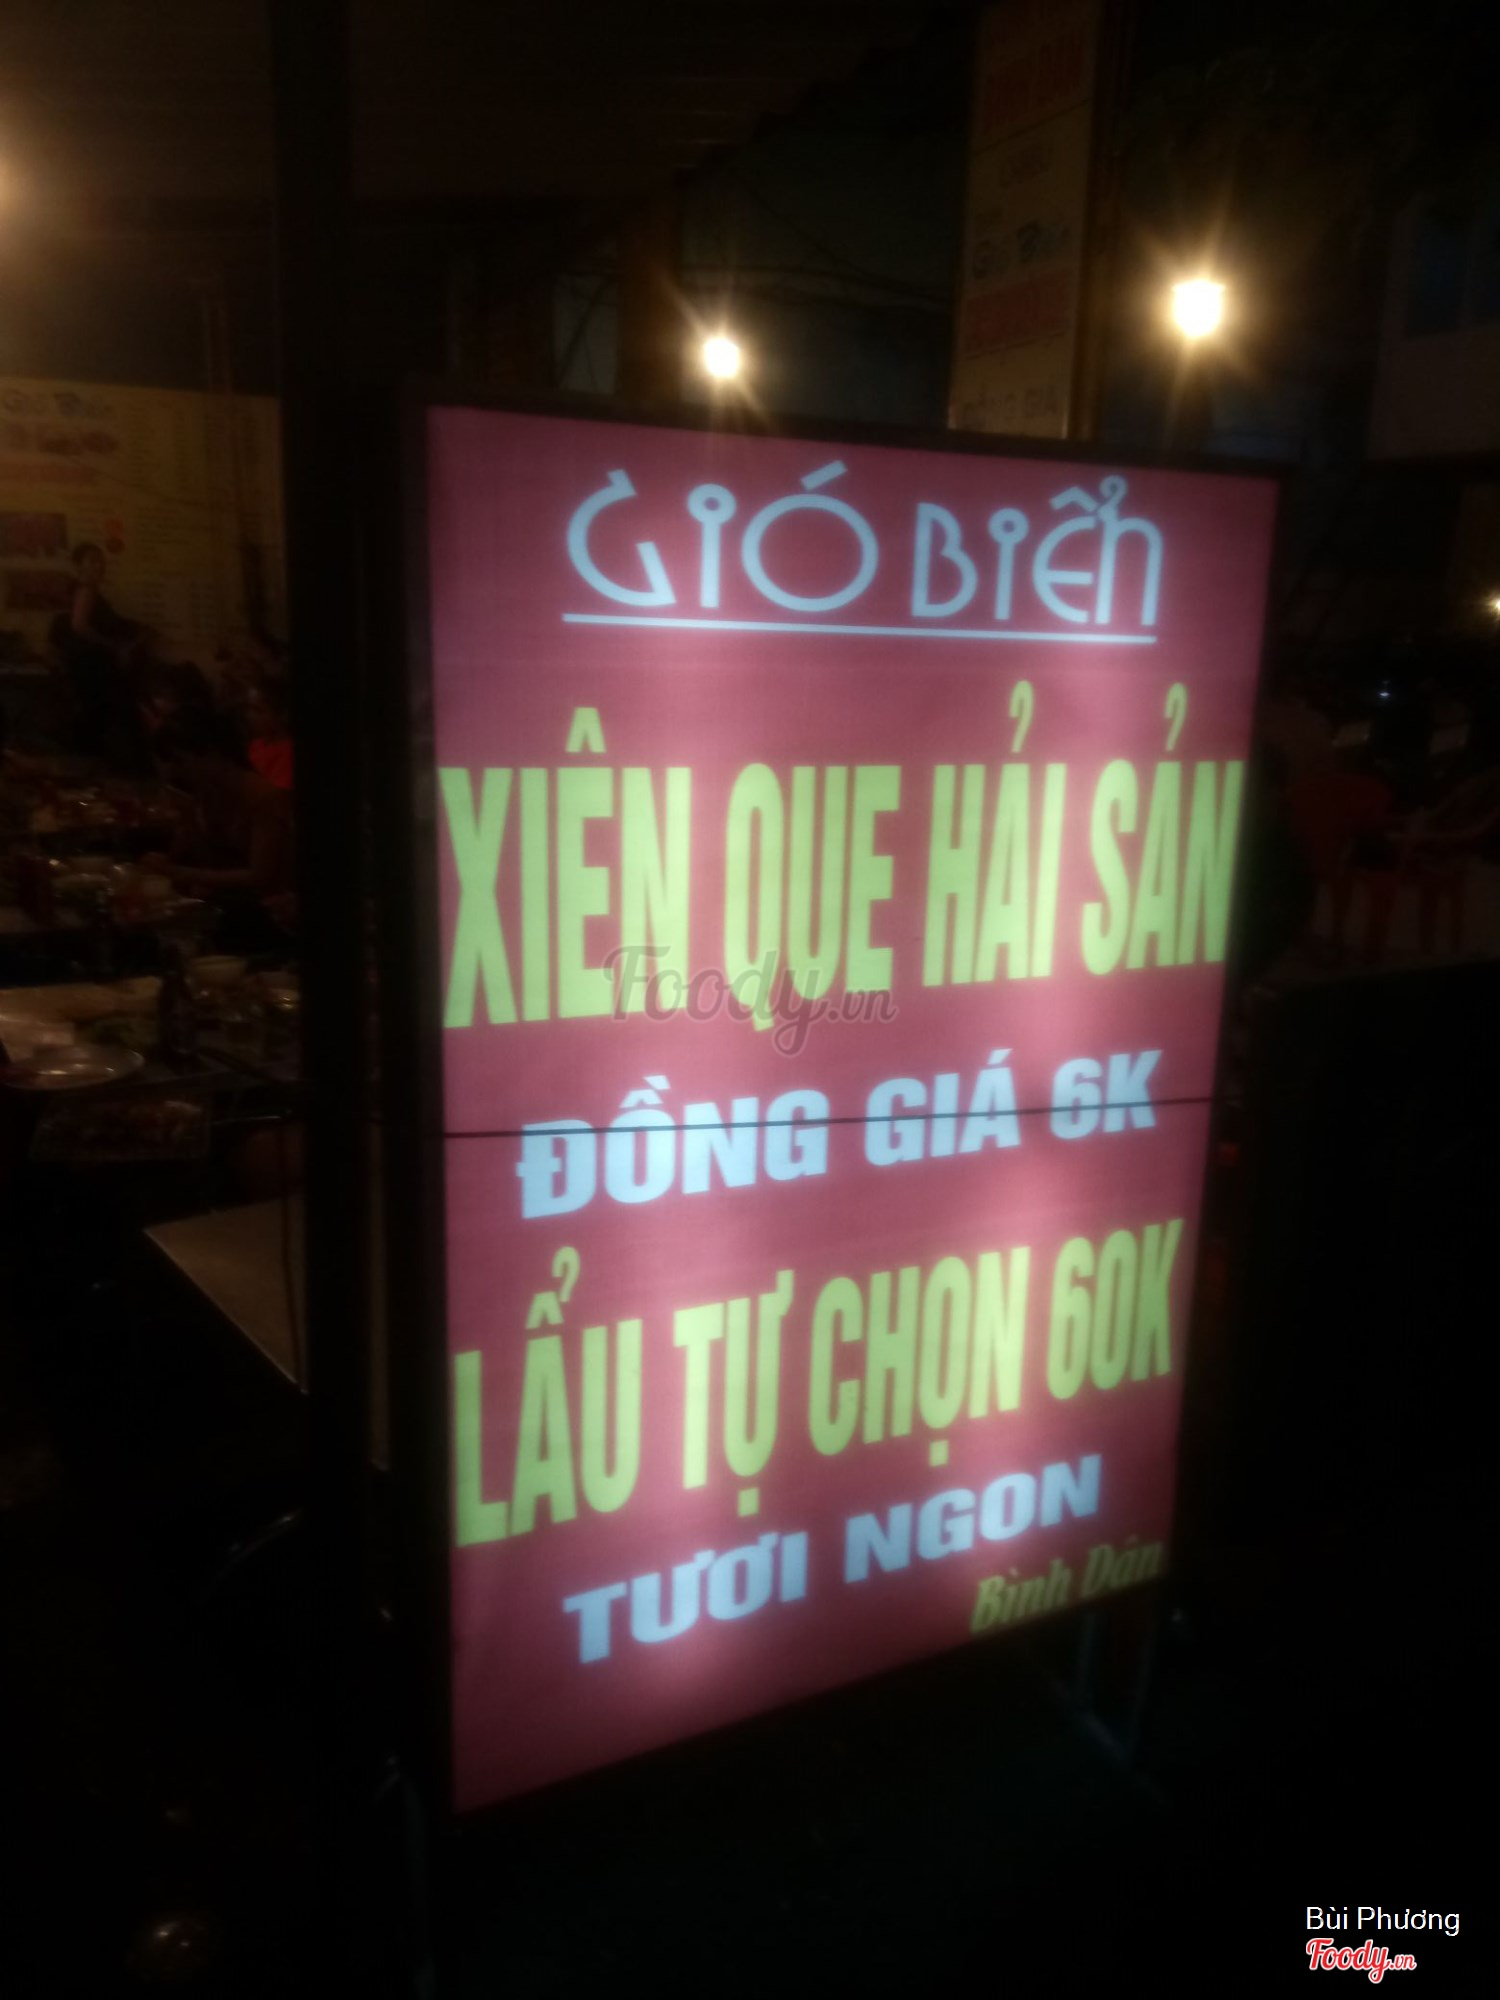 GIÓ BIỂN
XIÊN QUE HẢI SẢN
ĐỒNG GIÁ 6K
LẨU TỰ CHỌN 60K
TƯƠI NGON
Bình Dân
Foody.vn
Bùi Phương
Foody.vn